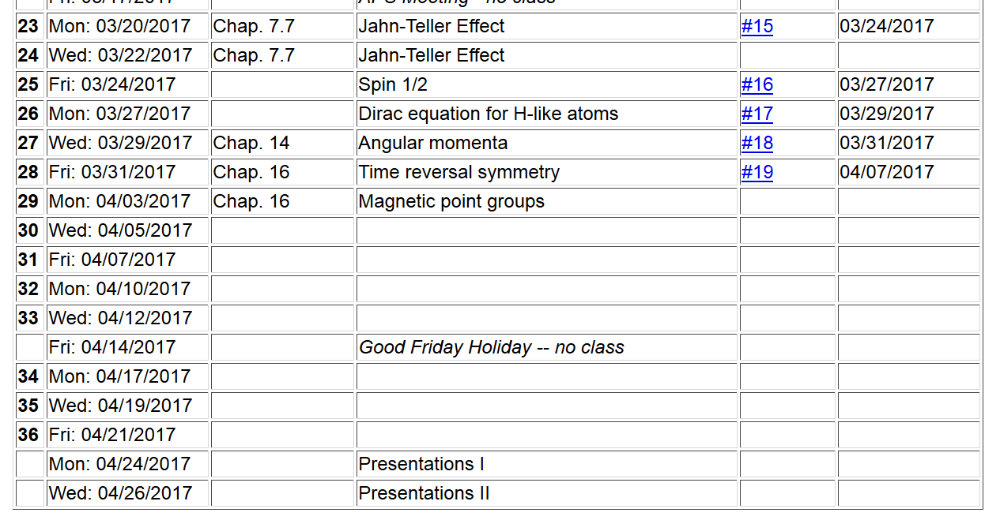 23 Mon: 03/20/2017 Chap. 7.7 Jahn-Teller Effect #15 03/24/2017
24 Wed: 03/22/2017 Chap. 7.7 Jahn-Teller Effect
25 Fri: 03/24/2017 Spin 1/2 #16 03/27/2017
26 Mon: 03/27/2017 Dirac equation for H-like atoms #17 03/29/2017
27 Wed: 03/29/2017 Chap. 14 Angular momenta #18 03/31/2017
28 Fri: 03/31/2017 Chap. 16 Time reversal symmetry #19 04/07/2017
29 Mon: 04/03/2017 Chap. 16 Magnetic point groups
30 Wed: 04/05/2017
31 Fri: 04/07/2017
32 Mon: 04/10/2017
33 Wed: 04/12/2017
Fri: 04/14/2017 Good Friday Holiday -- no class
34 Mon: 04/17/2017
35 Wed: 04/19/2017
36 Fri: 04/21/2017
Mon: 04/24/2017 Presentations I
Wed: 04/26/2017 Presentations II